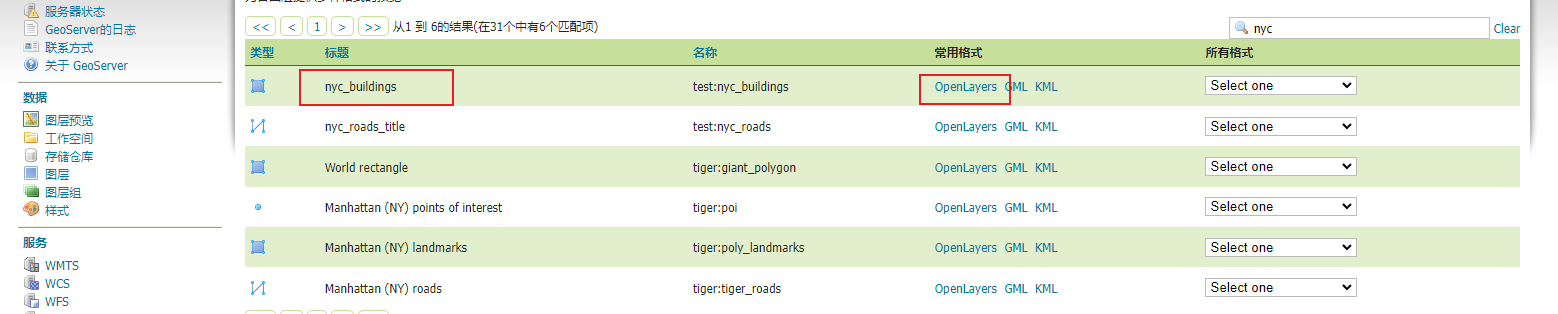 服务器状态
GeoServer的日志
联系方式
关于 GeoServer
数据
图层预览
工作空间
存储仓库
图层
图层组
样式
服务
WMTS
WCS
WFS
<< < 1 > >> 从1 到 6的结果(在31个中有6个匹配项) nyc Clear
类型 标题 名称 常用格式 所有格式
nyc_buildings test:nyc_buildings OpenLayers GML KML Select one
nyc_roads_title test:nyc_roads OpenLayers GML KML Select one
World rectangle tiger:giant_polygon OpenLayers GML KML Select one
Manhattan (NY) points of interest tiger:poi OpenLayers GML KML Select one
Manhattan (NY) landmarks tiger:poly_landmarks OpenLayers GML KML Select one
Manhattan (NY) roads tiger:tiger_roads OpenLayers GML KML Select one